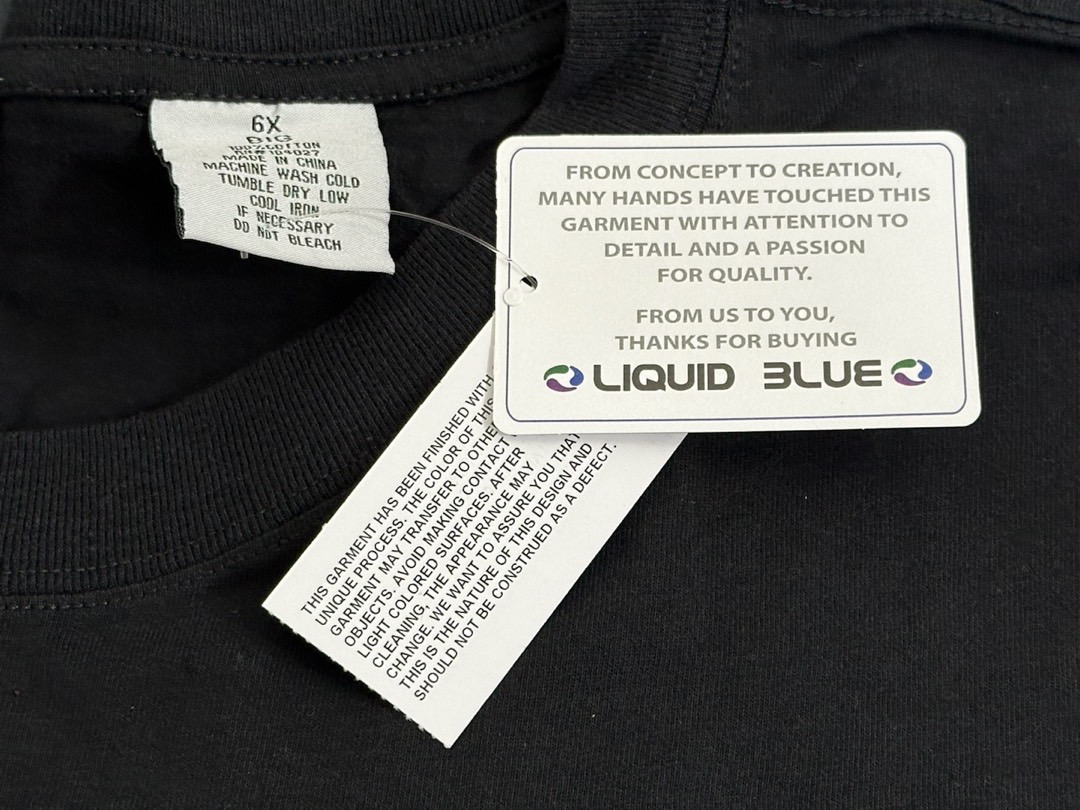 6X
BIG
100% COTTON
RN#104027
MADE IN CHINA
MACHINE WASH COLD
TUMBLE DRY LOW
COOL IRON
IF NECESSARY
DO NOT BLEACH
FROM CONCEPT TO CREATION,
MANY HANDS HAVE TOUCHED THIS
GARMENT WITH ATTENTION TO
DETAIL AND A PASSION
FOR QUALITY.
FROM US TO YOU,
THANKS FOR BUYING
LIQUID BLUE
THIS GARMENT HAS BEEN FINISHED WITH
UNIQUE PROCESS. THE COLOR OF THIS
GARMENT MAY TRANSFER TO OTHE
OBJECTS. AVOID MAKING CONTACT
LIGHT COLORED SURFACES. AFTER
CLEANING, THE APPEARANCE MAY
CHANGE. WE WANT TO ASSURE YOU THAT
THIS IS THE NATURE OF THIS DESIGN AND
SHOULD NOT BE CONSTRUED AS A DEFECT.